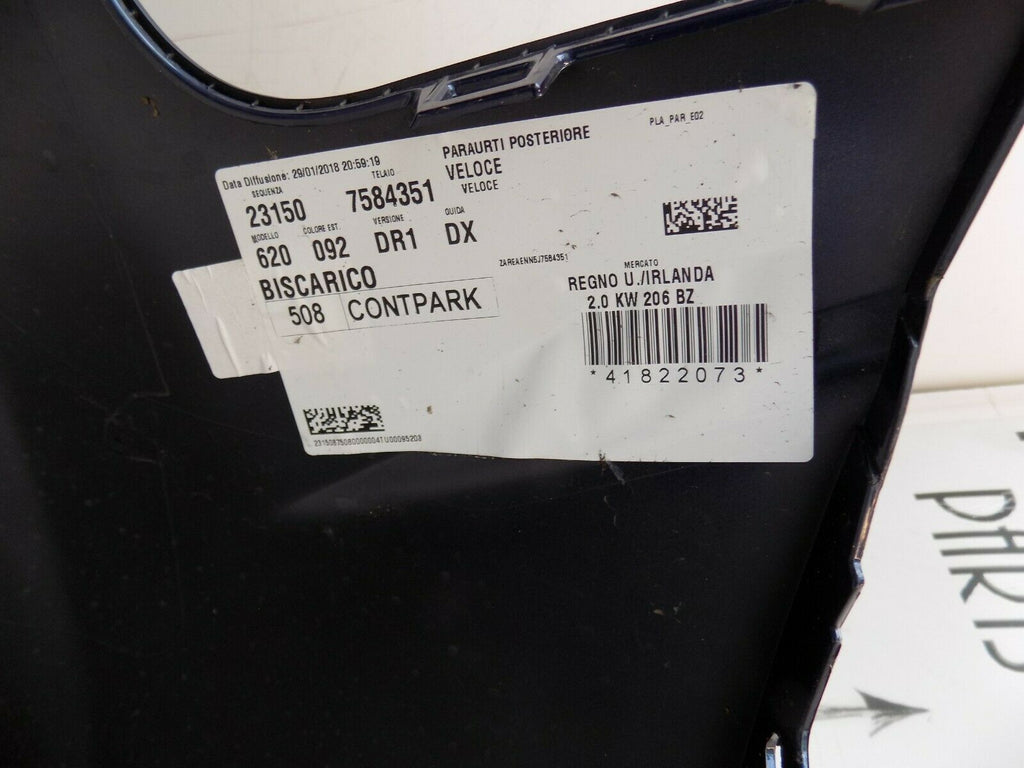 Data Diffusione: 29/01/2018 20:59:19
PARAURTI POSTERIORE
PLA_PAR_E02
SEQUENZA TELAIO
VELOCE
23150 7584351
VELOCE
MODELLO COLORE EST. VERSIONE GUIDA
620 092 DR1 DX
ZAREAENN5J7584351
MERCATO
BISCARICO
REGNO U./IRLANDA
508 CONTPARK
2.0 KW 206 BZ
*41822073*
PARTS